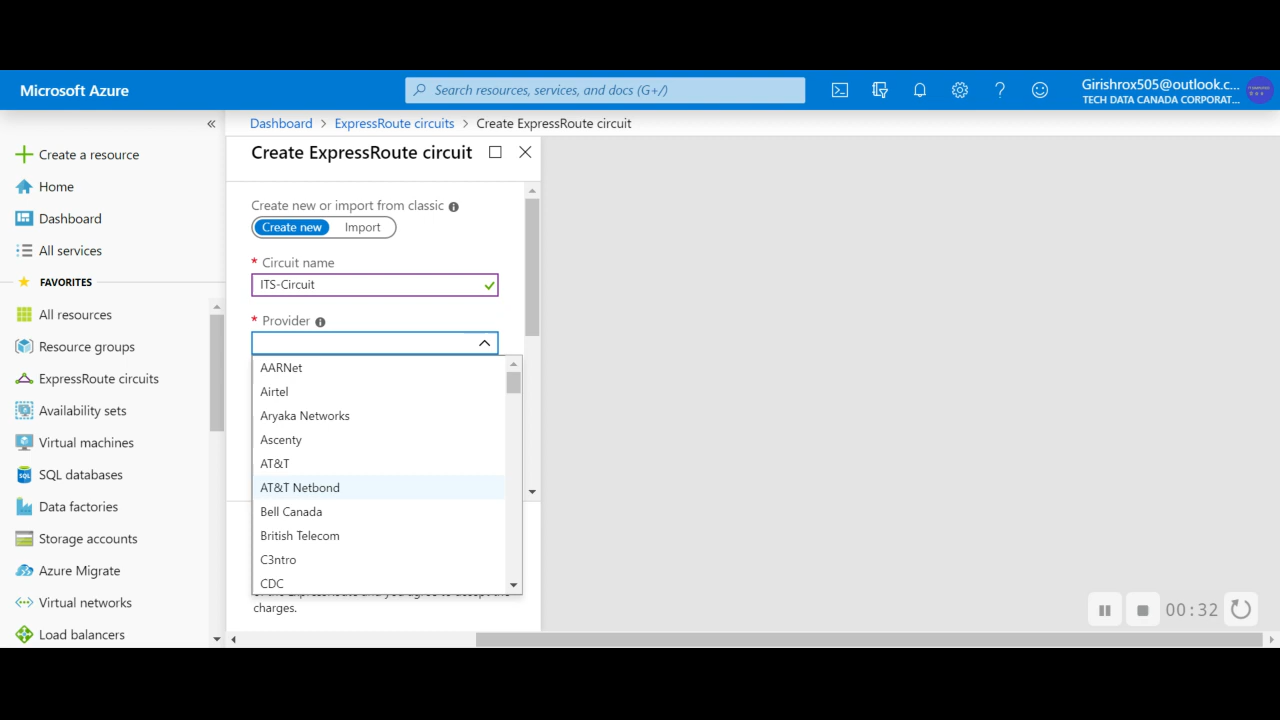 Microsoft Azure
Search resources, services, and docs (G+/)
Girishrox505@outlook.c...
TECH DATA CANADA CORPORAT...
«
Dashboard > ExpressRoute circuits > Create ExpressRoute circuit
Create a resource
Home
Dashboard
All services
FAVORITES
All resources
Resource groups
ExpressRoute circuits
Availability sets
Virtual machines
SQL databases
Data factories
Storage accounts
Azure Migrate
Virtual networks
Load balancers
Create ExpressRoute circuit
Create new or import from classic
Create new Import
* Circuit name
ITS-Circuit
* Provider
AARNet
Airtel
Aryaka Networks
Ascenty
AT&T
AT&T Netbond
Bell Canada
British Telecom
C3ntro
CDC
charges.
00:32